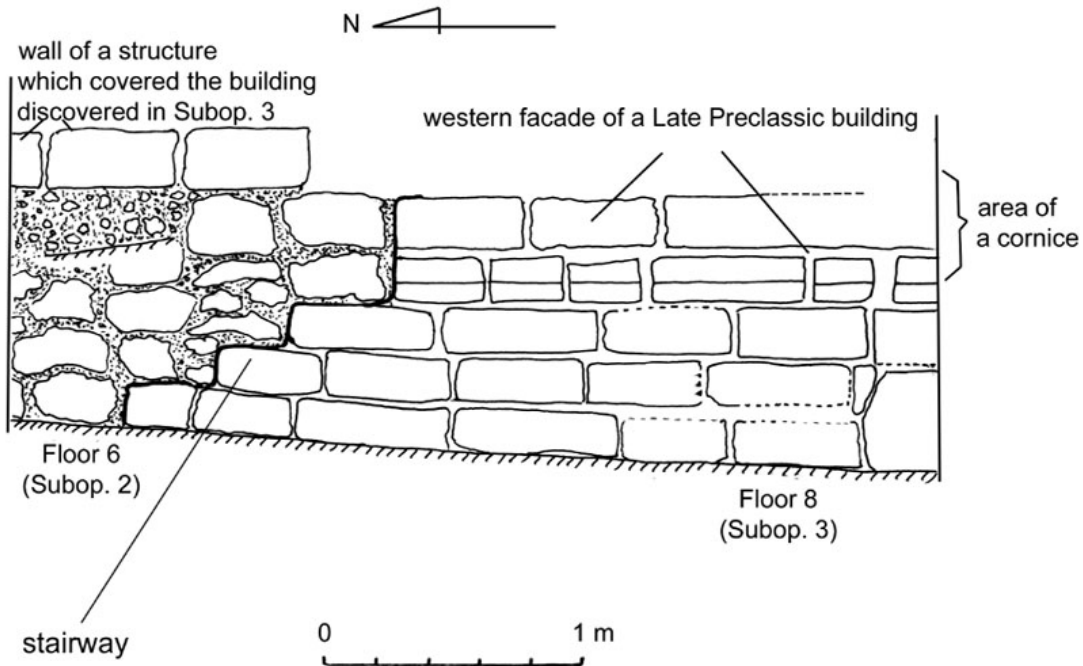 N
wall of a structure
which covered the building
discovered in Subop. 3
western facade of a Late Preclassic building
area of
a cornice
Floor 6
(Subop. 2)
Floor 8
(Subop. 3)
stairway
0 1 m